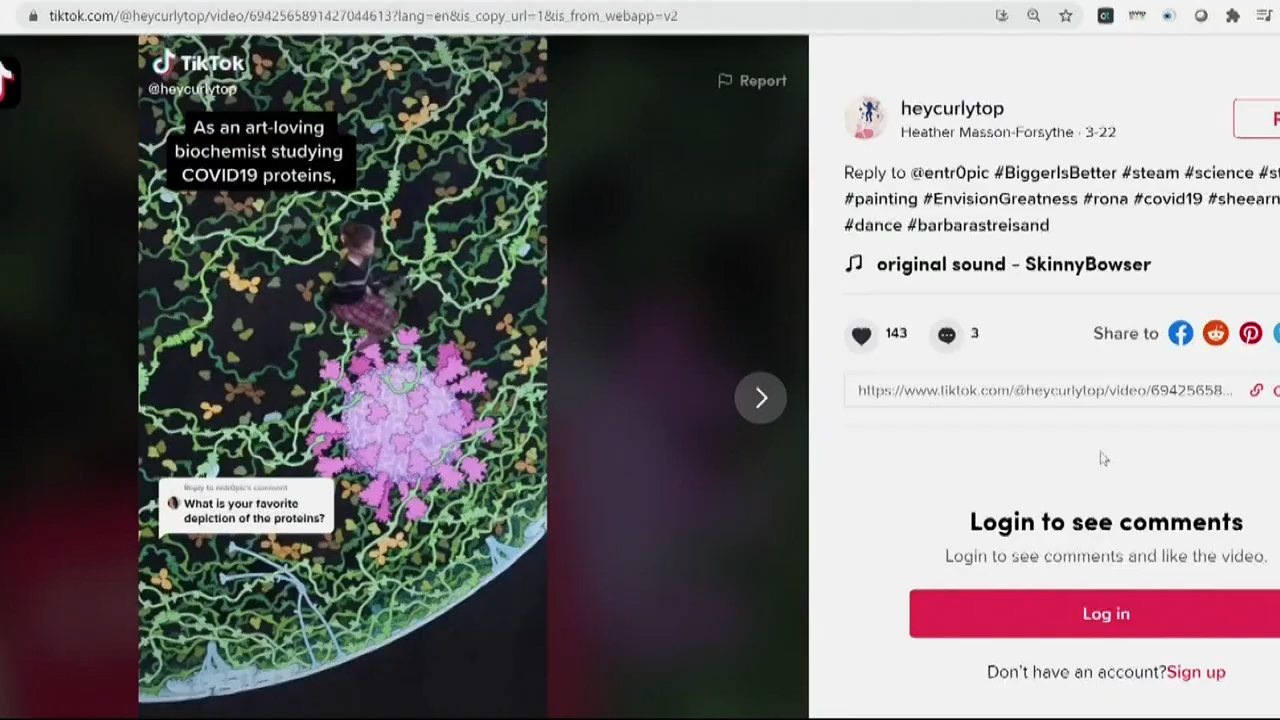 tiktok.com/@heycurlytop/video/6942565891427044613?lang=en&is_copy_url=1&is_from_webapp=v2
TikTok
@heycurlytop
As an art-loving
biochemist studying
COVID19 proteins,
Reply to entr0pic's comment
What is your favorite
depiction of the proteins?
Report
heycurlytop
Heather Masson-Forsythe · 3-22
Reply to @entr0pic #BiggerIsBetter #steam #science #st
#painting #EnvisionGreatness #rona #covid19 #sheearn
#dance #barbarastreisand
original sound - SkinnyBowser
143
3
Share to
https://www.tiktok.com/@heycurlytop/video/69425658...
Login to see comments
Login to see comments and like the video.
Log in
Don't have an account? Sign up